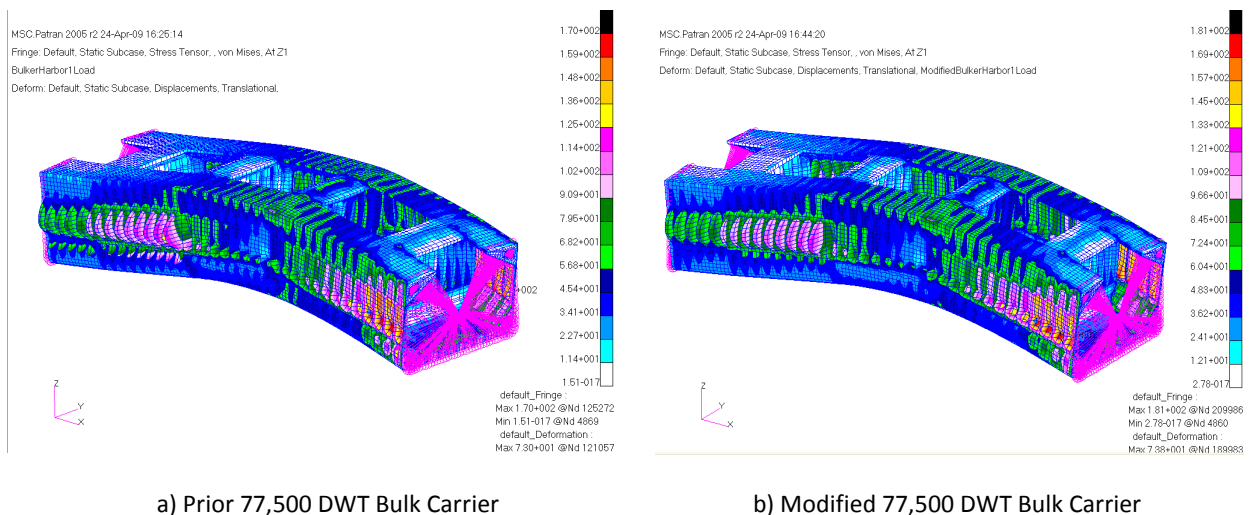 MSC.Patran 2005 r2 24-Apr-09 16:25:14
Fringe: Default, Static Subcase, Stress Tensor, , von Mises, At Z1
BulkerHarbor1Load
Deform: Default, Static Subcase, Displacements, Translational,
1.70+002
1.59+002
1.48+002
1.36+002
1.25+002
1.14+002
1.02+002
9.09+001
7.95+001
6.82+001
5.68+001
4.54+001
3.41+001
2.27+001
1.14+001
1.51-017
+002
Z
Y
X
default_Fringe :
Max 1.70+002 @Nd 125272
Min 1.51-017 @Nd 4869
default_Deformation :
Max 7.30+001 @Nd 121057
a) Prior 77,500 DWT Bulk Carrier
MSC.Patran 2005 r2 24-Apr-09 16:44:20
Fringe: Default, Static Subcase, Stress Tensor, , von Mises, At Z1
Deform: Default, Static Subcase, Displacements, Translational, ModifiedBulkerHarbor1Load
1.81+002
1.69+002
1.57+002
1.45+002
1.33+002
1.21+002
1.09+002
9.66+001
8.45+001
7.24+001
6.04+001
4.83+001
3.62+001
2.41+001
1.21+001
2.78-017
Z
Y
X
default_Fringe :
Max 1.81+002 @Nd 209986
Min 2.78-017 @Nd 4860
default_Deformation :
Max 7.38+001 @Nd 189983
b) Modified 77,500 DWT Bulk Carrier